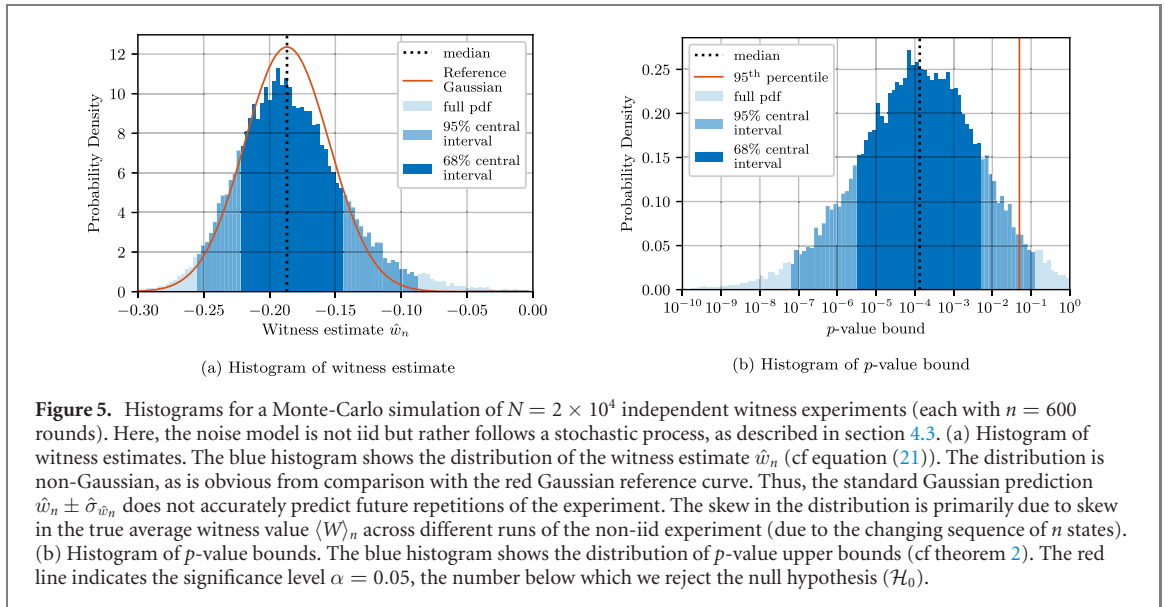 median
Reference
Gaussian
full pdf
95% central
interval
68% central
interval
Probability Density
12
10
8
6
4
2
0
−0.30 −0.25 −0.20 −0.15 −0.10 −0.05 0.00
Witness estimate ŵₙ
(a) Histogram of witness estimate
median
95ᵗʰ percentile
full pdf
95% central
interval
68% central
interval
Probability Density
0.25
0.20
0.15
0.10
0.05
0.00
10⁻¹⁰ 10⁻⁹ 10⁻⁸ 10⁻⁷ 10⁻⁶ 10⁻⁵ 10⁻⁴ 10⁻³ 10⁻² 10⁻¹ 10⁰
p-value bound
(b) Histogram of p-value bound
Figure 5. Histograms for a Monte-Carlo simulation of N = 2 × 10⁴ independent witness experiments (each with n = 600
rounds). Here, the noise model is not iid but rather follows a stochastic process, as described in section 4.3. (a) Histogram of
witness estimates. The blue histogram shows the distribution of the witness estimate ŵₙ (cf equation (21)). The distribution is
non-Gaussian, as is obvious from comparison with the red Gaussian reference curve. Thus, the standard Gaussian prediction
ŵₙ ± σ̂_ŵₙ does not accurately predict future repetitions of the experiment. The skew in the distribution is primarily due to skew
in the true average witness value ⟨W⟩ₙ across different runs of the non-iid experiment (due to the changing sequence of n states).
(b) Histogram of p-value bounds. The blue histogram shows the distribution of p-value upper bounds (cf theorem 2). The red
line indicates the significance level α = 0.05, the number below which we reject the null hypothesis (ℋ₀).